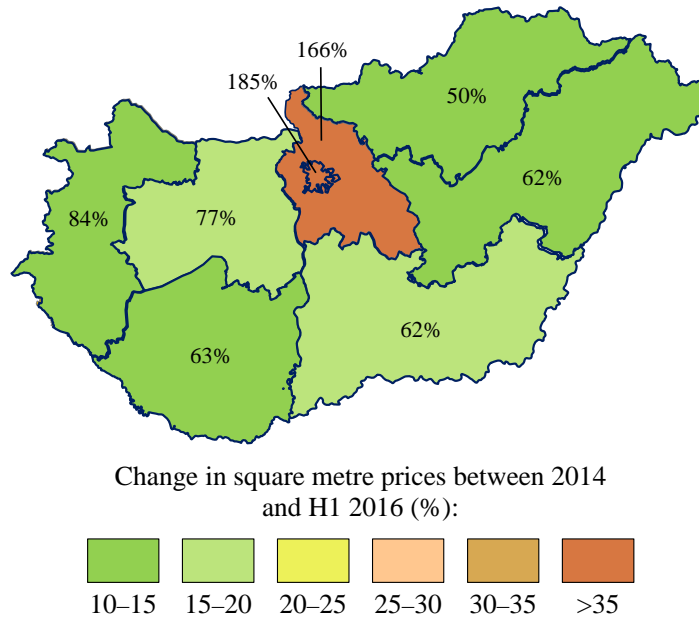 166%
185%
50%
62%
84%
77%
62%
63%
Change in square metre prices between 2014
and H1 2016 (%):
10–15 15–20 20–25 25–30 30–35 >35